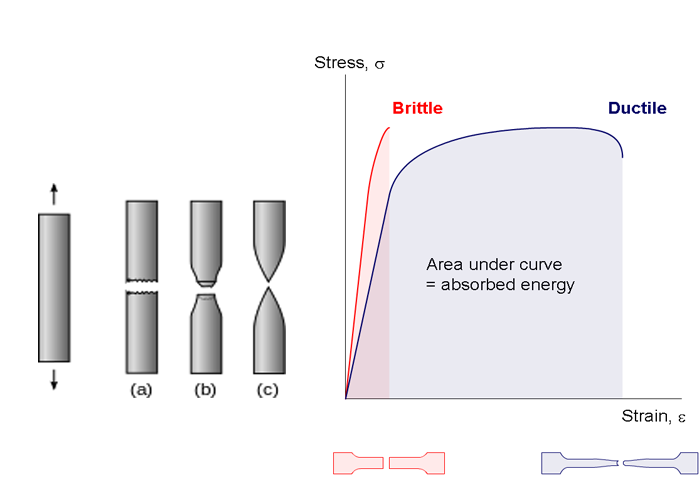 Stress, σ
Brittle
Ductile
Area under curve
= absorbed energy
(a)
(b)
(c)
Strain, ε